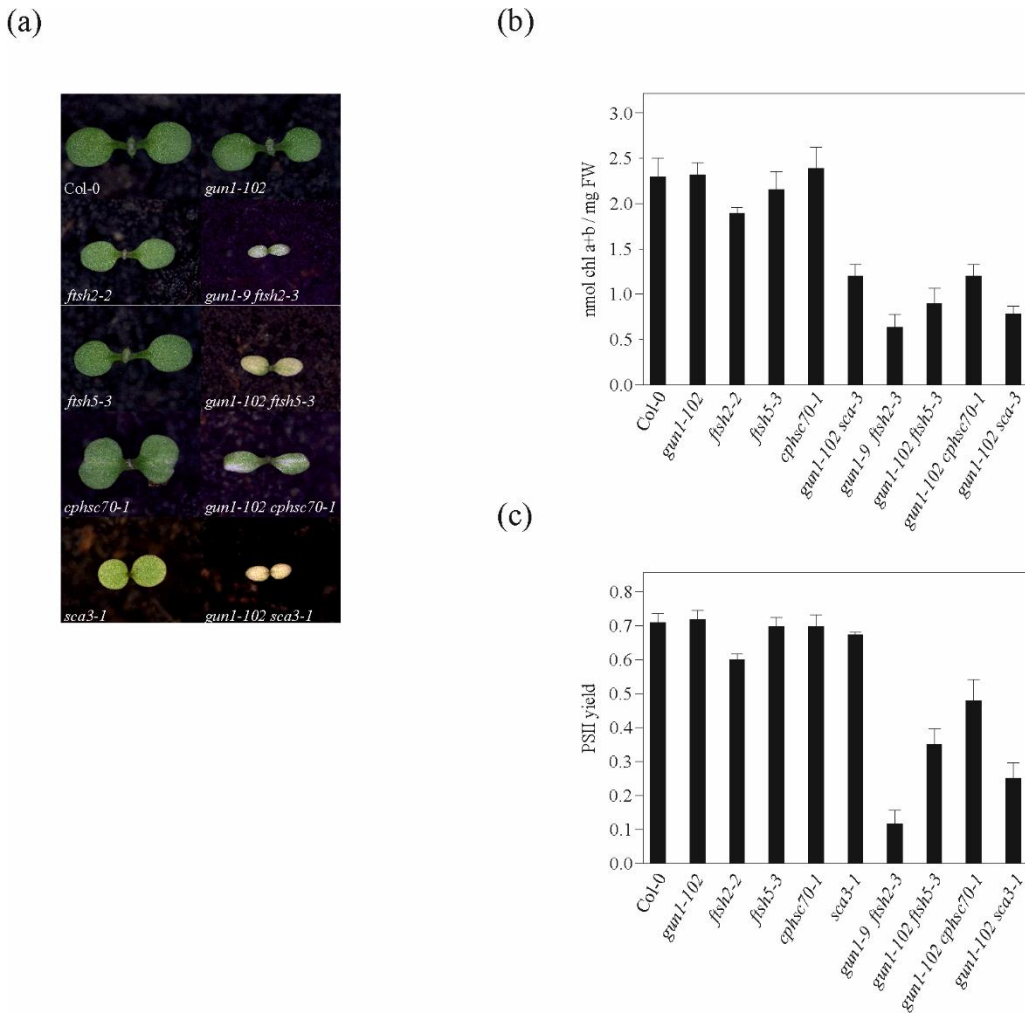 (a)
Col-0
gun1-102
ftsh2-2
gun1-9 ftsh2-3
ftsh5-3
gun1-102 ftsh5-3
cphsc70-1
gun1-102 cphsc70-1
sca3-1
gun1-102 sca3-1
(b)
nmol chl a+b / mg FW
3.0
2.5
2.0
1.5
1.0
0.5
0.0
Col-0
gun1-102
ftsh2-2
ftsh5-3
cphsc70-1
gun1-102 sca-3
gun1-9 ftsh2-3
gun1-102 ftsh5-3
gun1-102 cphsc70-1
gun1-102 sca-3
(c)
PSII yield
0.8
0.7
0.6
0.5
0.4
0.3
0.2
0.1
0.0
Col-0
gun1-102
ftsh2-2
ftsh5-3
cphsc70-1
sca3-1
gun1-9 ftsh2-3
gun1-102 ftsh5-3
gun1-102 cphsc70-1
gun1-102 sca3-1